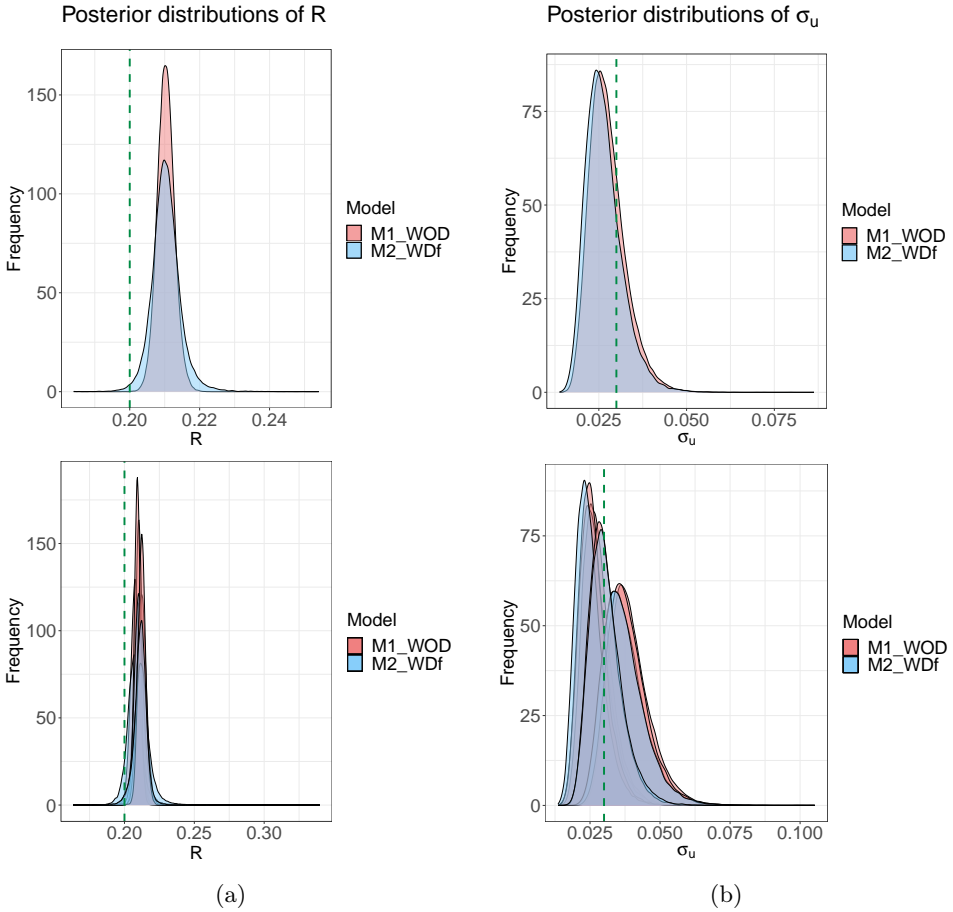 Posterior distributions of R
Posterior distributions of σu
Frequency
150
100
50
0
0.20 0.22 0.24
R
Model
M1_WOD
M2_WDf
Frequency
75
50
25
0
0.025 0.050 0.075
σu
Model
M1_WOD
M2_WDf
Frequency
150
100
50
0
0.20 0.25 0.30
R
Model
M1_WOD
M2_WDf
Frequency
75
50
25
0
0.025 0.050 0.075 0.100
σu
Model
M1_WOD
M2_WDf
(a)
(b)